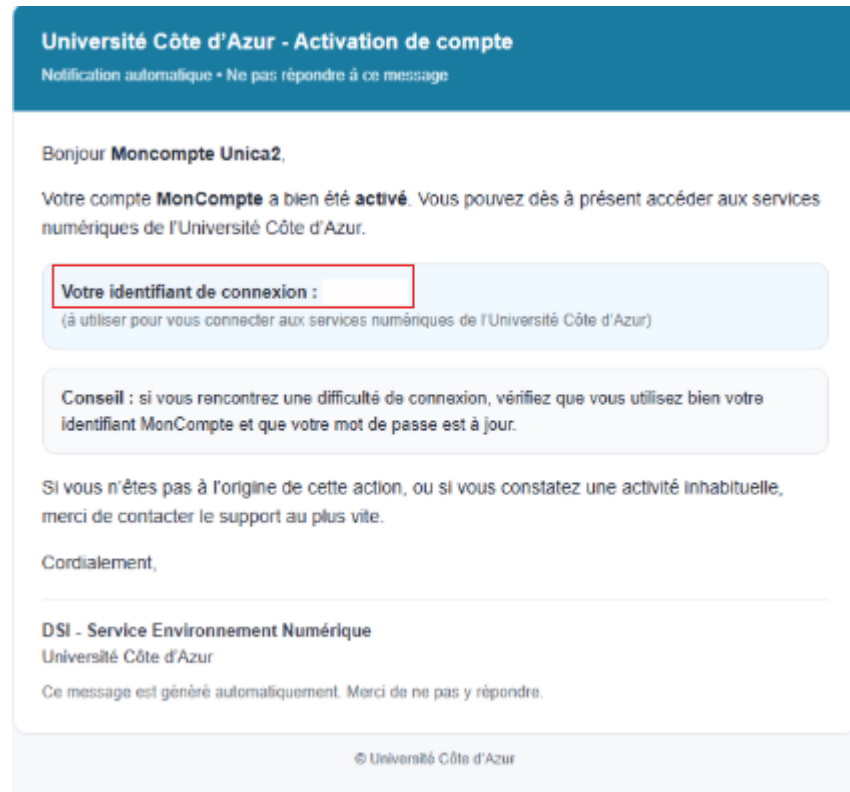 Université Côte d'Azur - Activation de compte
Notification automatique • Ne pas répondre à ce message
Bonjour Moncompte Unica2,
Votre compte MonCompte a bien été activé. Vous pouvez dès à présent accéder aux services
numériques de l'Université Côte d'Azur.
Votre identifiant de connexion :
(à utiliser pour vous connecter aux services numériques de l'Université Côte d'Azur)
Conseil : si vous rencontrez une difficulté de connexion, vérifiez que vous utilisez bien votre
identifiant MonCompte et que votre mot de passe est à jour.
Si vous n'êtes pas à l'origine de cette action, ou si vous constatez une activité inhabituelle,
merci de contacter le support au plus vite.
Cordialement,
DSI - Service Environnement Numérique
Université Côte d'Azur
Ce message est généré automatiquement. Merci de ne pas y répondre.
© Université Côte d'Azur